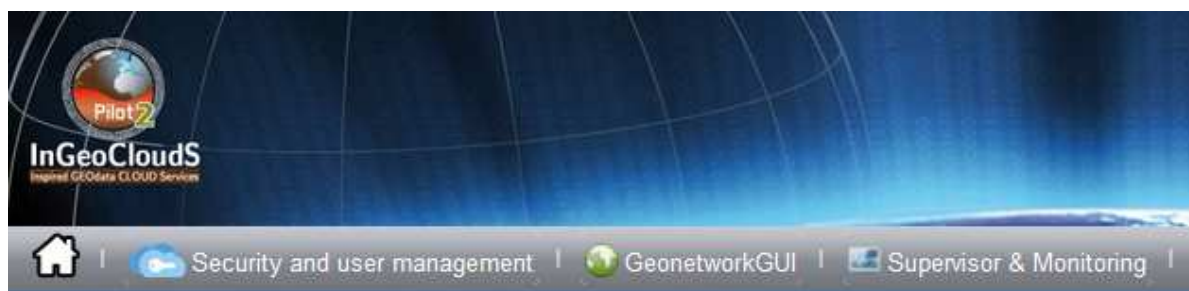 Pilot2
InGeoCloudS
Inspired GEOdata CLOUD Services
Security and user management
GeonetworkGUI
Supervisor & Monitoring